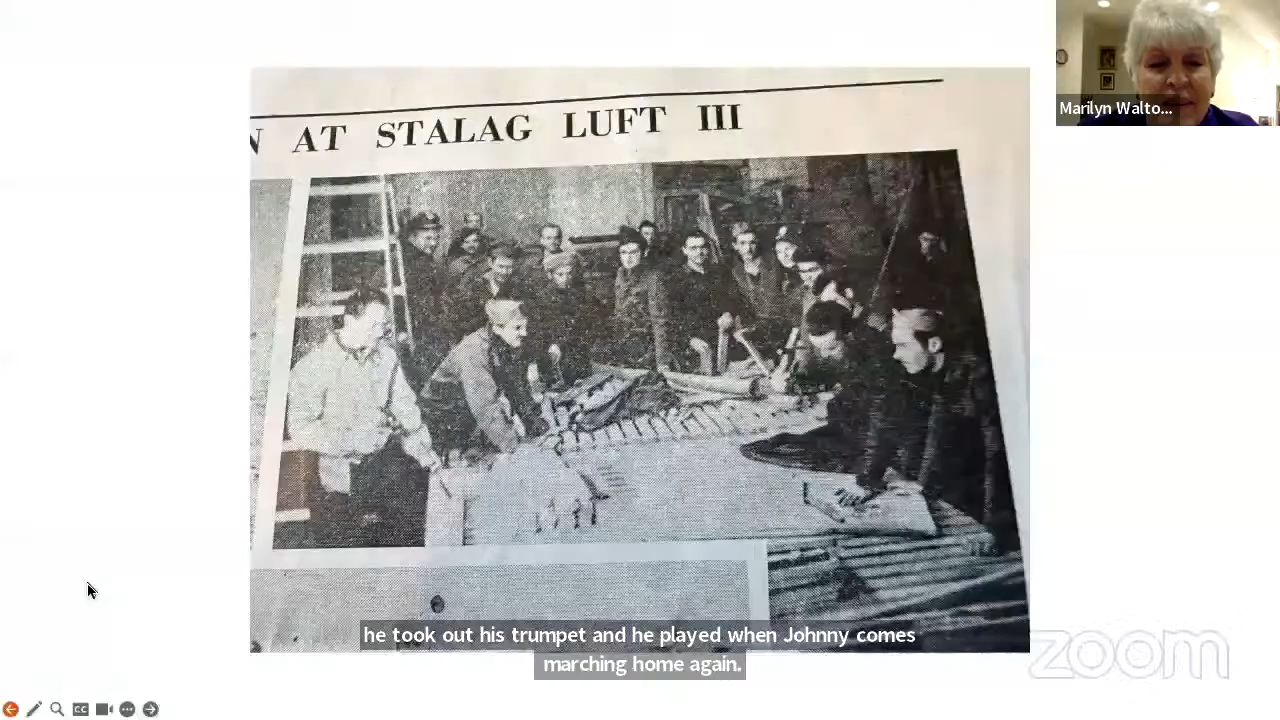 Marilyn Walto...
N AT STALAG LUFT III
he took out his trumpet and he played when Johnny comes
marching home again.
CC
zoom